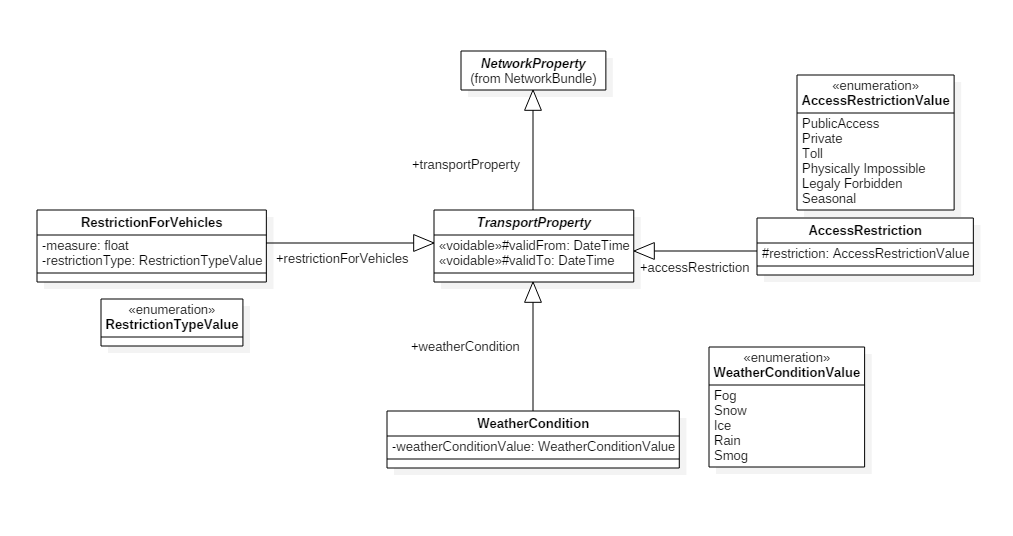 NetworkProperty
(from NetworkBundle)
«enumeration»
AccessRestrictionValue
PublicAccess
Private
Toll
Physically Impossible
Legaly Forbidden
Seasonal
+transportProperty
RestrictionForVehicles
-measure: float
-restrictionType: RestrictionTypeValue
+restrictionForVehicles
TransportProperty
«voidable»#validFrom: DateTime
«voidable»#validTo: DateTime
AccessRestriction
#restriction: AccessRestrictionValue
+accessRestriction
«enumeration»
RestrictionTypeValue
+weatherCondition
«enumeration»
WeatherConditionValue
Fog
Snow
Ice
Rain
Smog
WeatherCondition
-weatherConditionValue: WeatherConditionValue